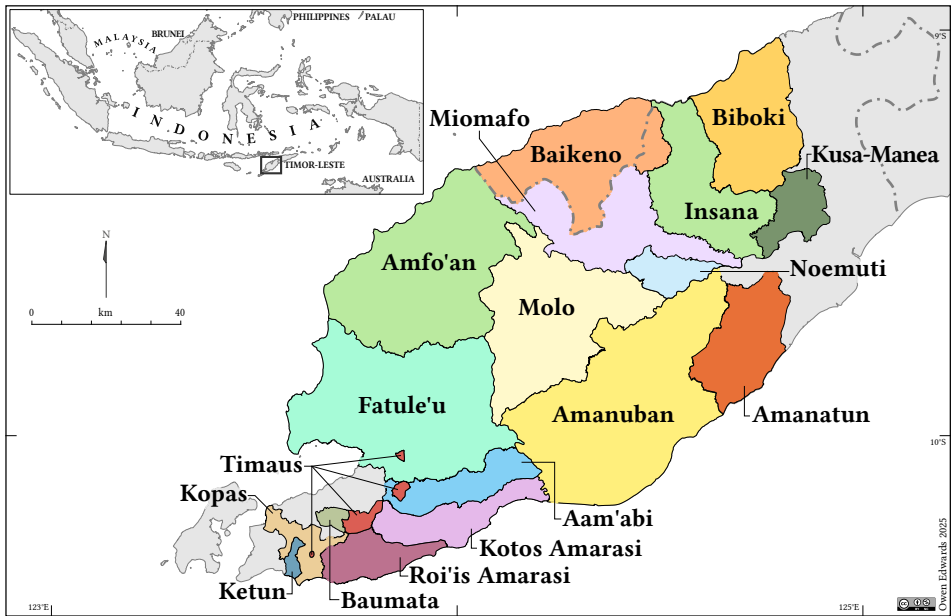 PHILIPPINES
PALAU
BRUNEI
MALAYSIA
INDONESIA
TIMOR-LESTE
AUSTRALIA
9°S
Miomafo
Biboki
Baikeno
Kusa-Manea
Insana
N
Amfo'an
Noemuti
0 km 40
Molo
Fatule'u
Amanuban
Amanatun
10°S
Timaus
Kopas
Aam'abi
Kotos Amarasi
Roi'is Amarasi
Ketun
Baumata
123°E
125°E
cc
Owen Edwards 2025